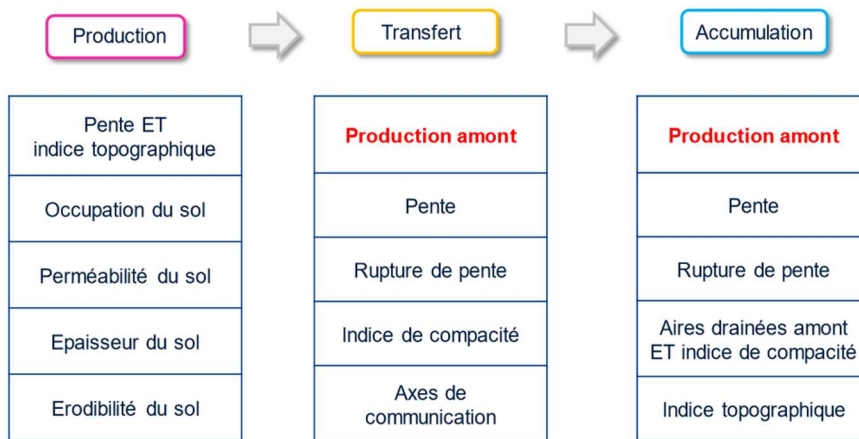 Production
Transfert
Accumulation
Pente ET
indice topographique
Occupation du sol
Perméabilité du sol
Epaisseur du sol
Erodibilité du sol
Production amont
Pente
Rupture de pente
Indice de compacité
Axes de
communication
Production amont
Pente
Rupture de pente
Aires drainées amont
ET indice de compacité
Indice topographique